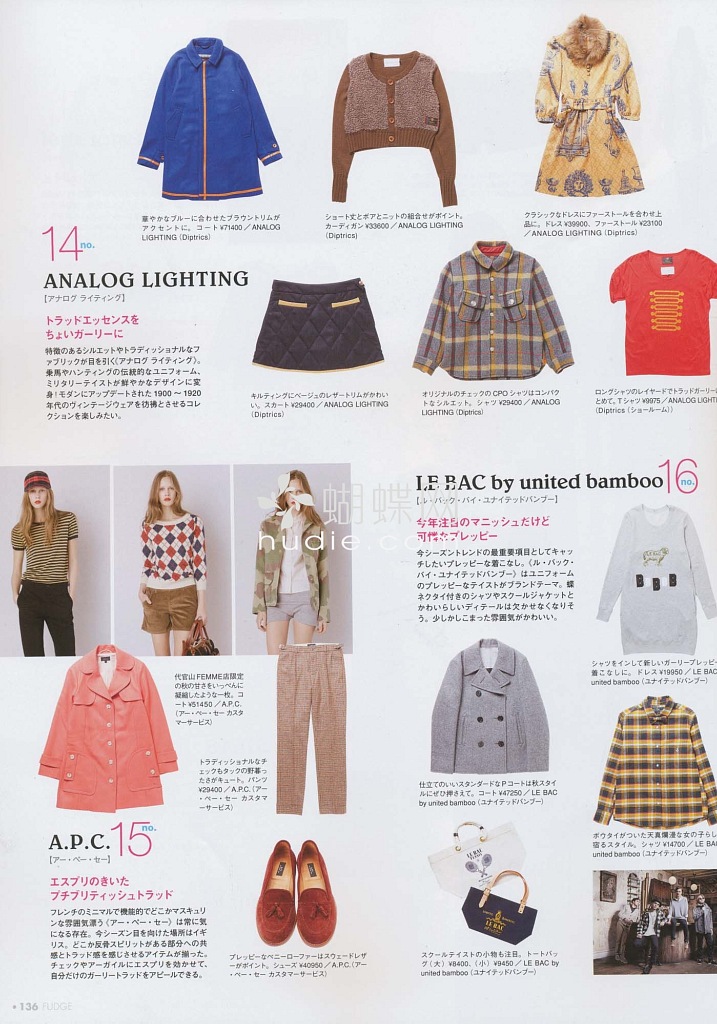 華やかなブルーに合わせたブラウントリムが
アクセントに。コート¥71400／ANALOG
LIGHTING（Diptrics）
ショート丈とボアとニットの組合せがポイント。
カーディガン¥33600／ANALOG LIGHTING
（Diptrics）
クラシックなドレスにファーストールを合わせ上
品に。ドレス¥39900、ファーストール¥23100
／ANALOG LIGHTING（Diptrics）
14 no.
ANALOG LIGHTING
【アナログ ライティング】
トラッドエッセンスを
ちょいガーリーに
特徴のあるシルエットやトラディッショナルなフ
ァブリックが目を引く〈アナログ ライティング〉。
乗馬やハンティングの伝統的なユニフォーム、
ミリタリーテイストが鮮やかなデザインに変
身！モダンにアップデートされた1900〜1920
年代のヴィンテージウェアを彷彿とさせるコレ
クションを楽しみたい。
キルティングにベージュのレザートリムがかわい
い。スカート¥29400／ANALOG LIGHTING
（Diptrics）
オリジナルのチェックのCPOシャツはコンパク
トなシルエット。シャツ¥29400／ANALOG
LIGHTING（Diptrics）
ロングシャツのレイヤードでトラッドガーリーに
とめて。Tシャツ¥9975／ANALOG LIGHTI
（Diptrics（ショールーム））
LE BAC by united bamboo 16 no.
【ル・バック・バイ・ユナイテッドバンブー】
今年注目のマニッシュだけど
可憐なプレッピー
今シーズントレンドの最重要項目としてキャッ
チしたいプレッピーな着こなし。〈ル・バック・
バイ・ユナイテッドバンブー〉はユニフォーム
のプレッピーなテイストがブランドテーマ。蝶
ネクタイ付きのシャツやスクールジャケットと
かわいらしいディテールは欠かせなくなりそ
う。少しかしこまった雰囲気がかわいい。
蝴蝶网
hudie.c
BBB
シャツをインして新しいガーリープレッピー
着こなしに。ドレス¥19950／LE BAC
united bamboo（ユナイテッドバンブー）
代官山FEMME店限定
の秋の甘さをいっぺんに
凝縮したような一枚。コ
ート¥51450／A.P.C.
（アー・ペー・セー カスタ
マーサービス）
トラディッショナルなチ
ェックもタックの野暮っ
たさがキュート。パンツ
¥29400／A.P.C.（アー
・ペー・セー カスタマ
ーサービス）
仕立てのいいスタンダードなPコートは秋スタイ
ルにぜひ押さえて。コート¥47250／LE BAC
by united bamboo（ユナイテッドバンブー）
ボウタイがついた天真爛漫な女の子らし
宿るスタイル。シャツ¥14700／LE BA
united bamboo（ユナイテッドバンブー）
A.P.C. 15 no.
【アー・ペー・セー】
エスプリのきいた
プチプリティッシュトラッド
フレンチのミニマルで機能的でどこかマスキュリ
ンな雰囲気漂う〈アー・ペー・セー〉は常に気
になる存在。今シーズン目を向けた場所はイギ
リス。どこか反骨スピリットがある部分への共
感とトラッド感を感じさせるアイテムが揃った。
チェックやアーガイルにエスプリを効かせて、
自分だけのガーリートラッドをアピールできる。
プレッピーなペニーローファーはスウェードレザ
ーがポイント。シューズ¥40950／A.P.C.（アー
・ペー・セー カスタマーサービス）
LE BAC
LE BAC
スクールテイストの小物も注目。トートバッ
グ（大）¥8400、（小）¥9450／LE BAC by
united bamboo（ユナイテッドバンブー）
•136 FUDGE